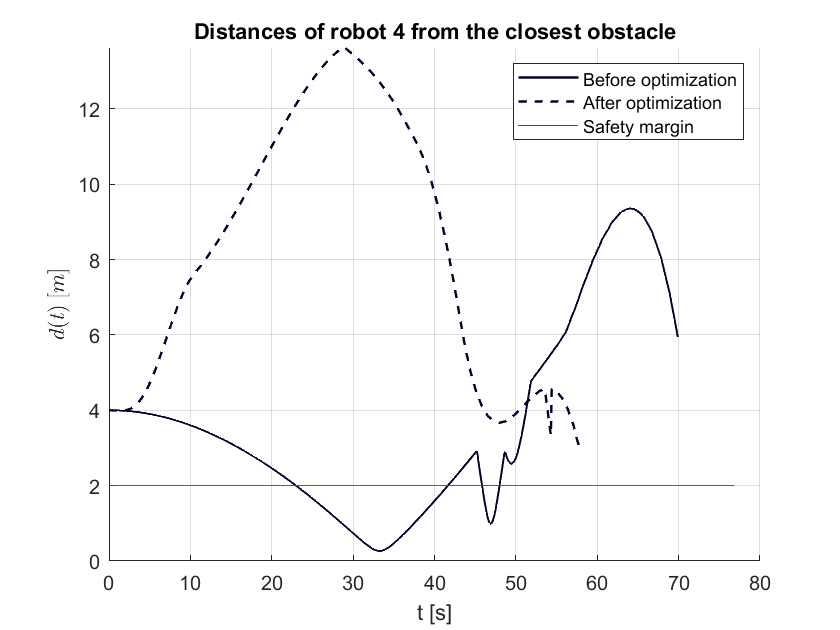 Distances of robot 4 from the closest obstacle
Before optimization
After optimization
Safety margin
d(t) [m]
12
10
8
6
4
2
0
0 10 20 30 40 50 60 70 80
t [s]